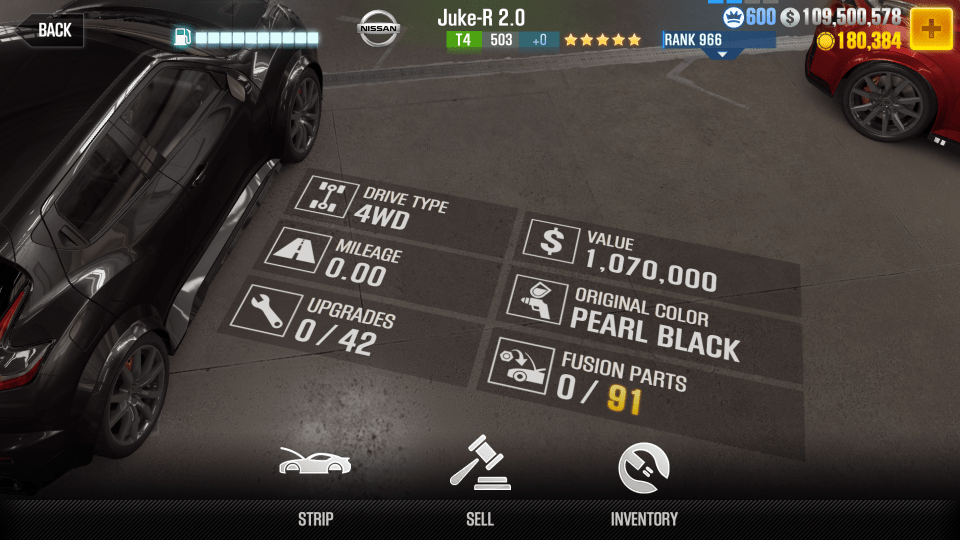 BACK
NISSAN
Juke-R 2.0
T4 503 +0
RANK 966
600 $ 109,500,578
180,384
DRIVE TYPE
4WD
MILEAGE
0.00
UPGRADES
0 / 42
$ VALUE
1,070,000
ORIGINAL COLOR
PEARL BLACK
FUSION PARTS
0 / 91
STRIP
SELL
INVENTORY